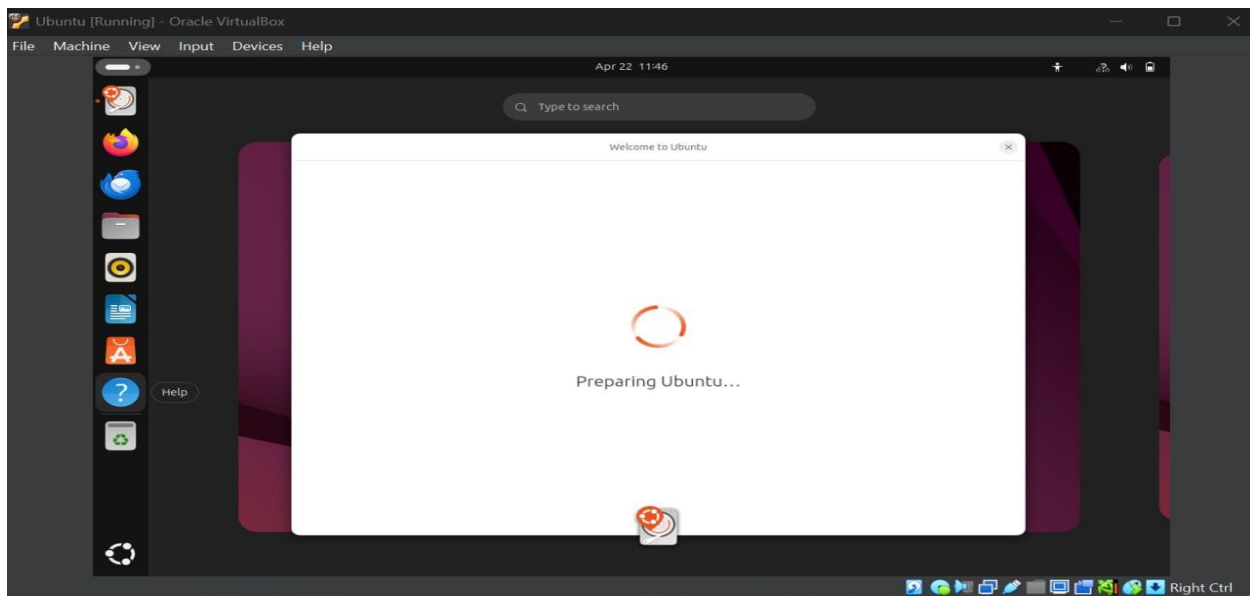 Ubuntu [Running] - Oracle VirtualBox
File Machine View Input Devices Help
Apr 22 11:46
Type to search
Welcome to Ubuntu
Preparing Ubuntu...
Help
Right Ctrl